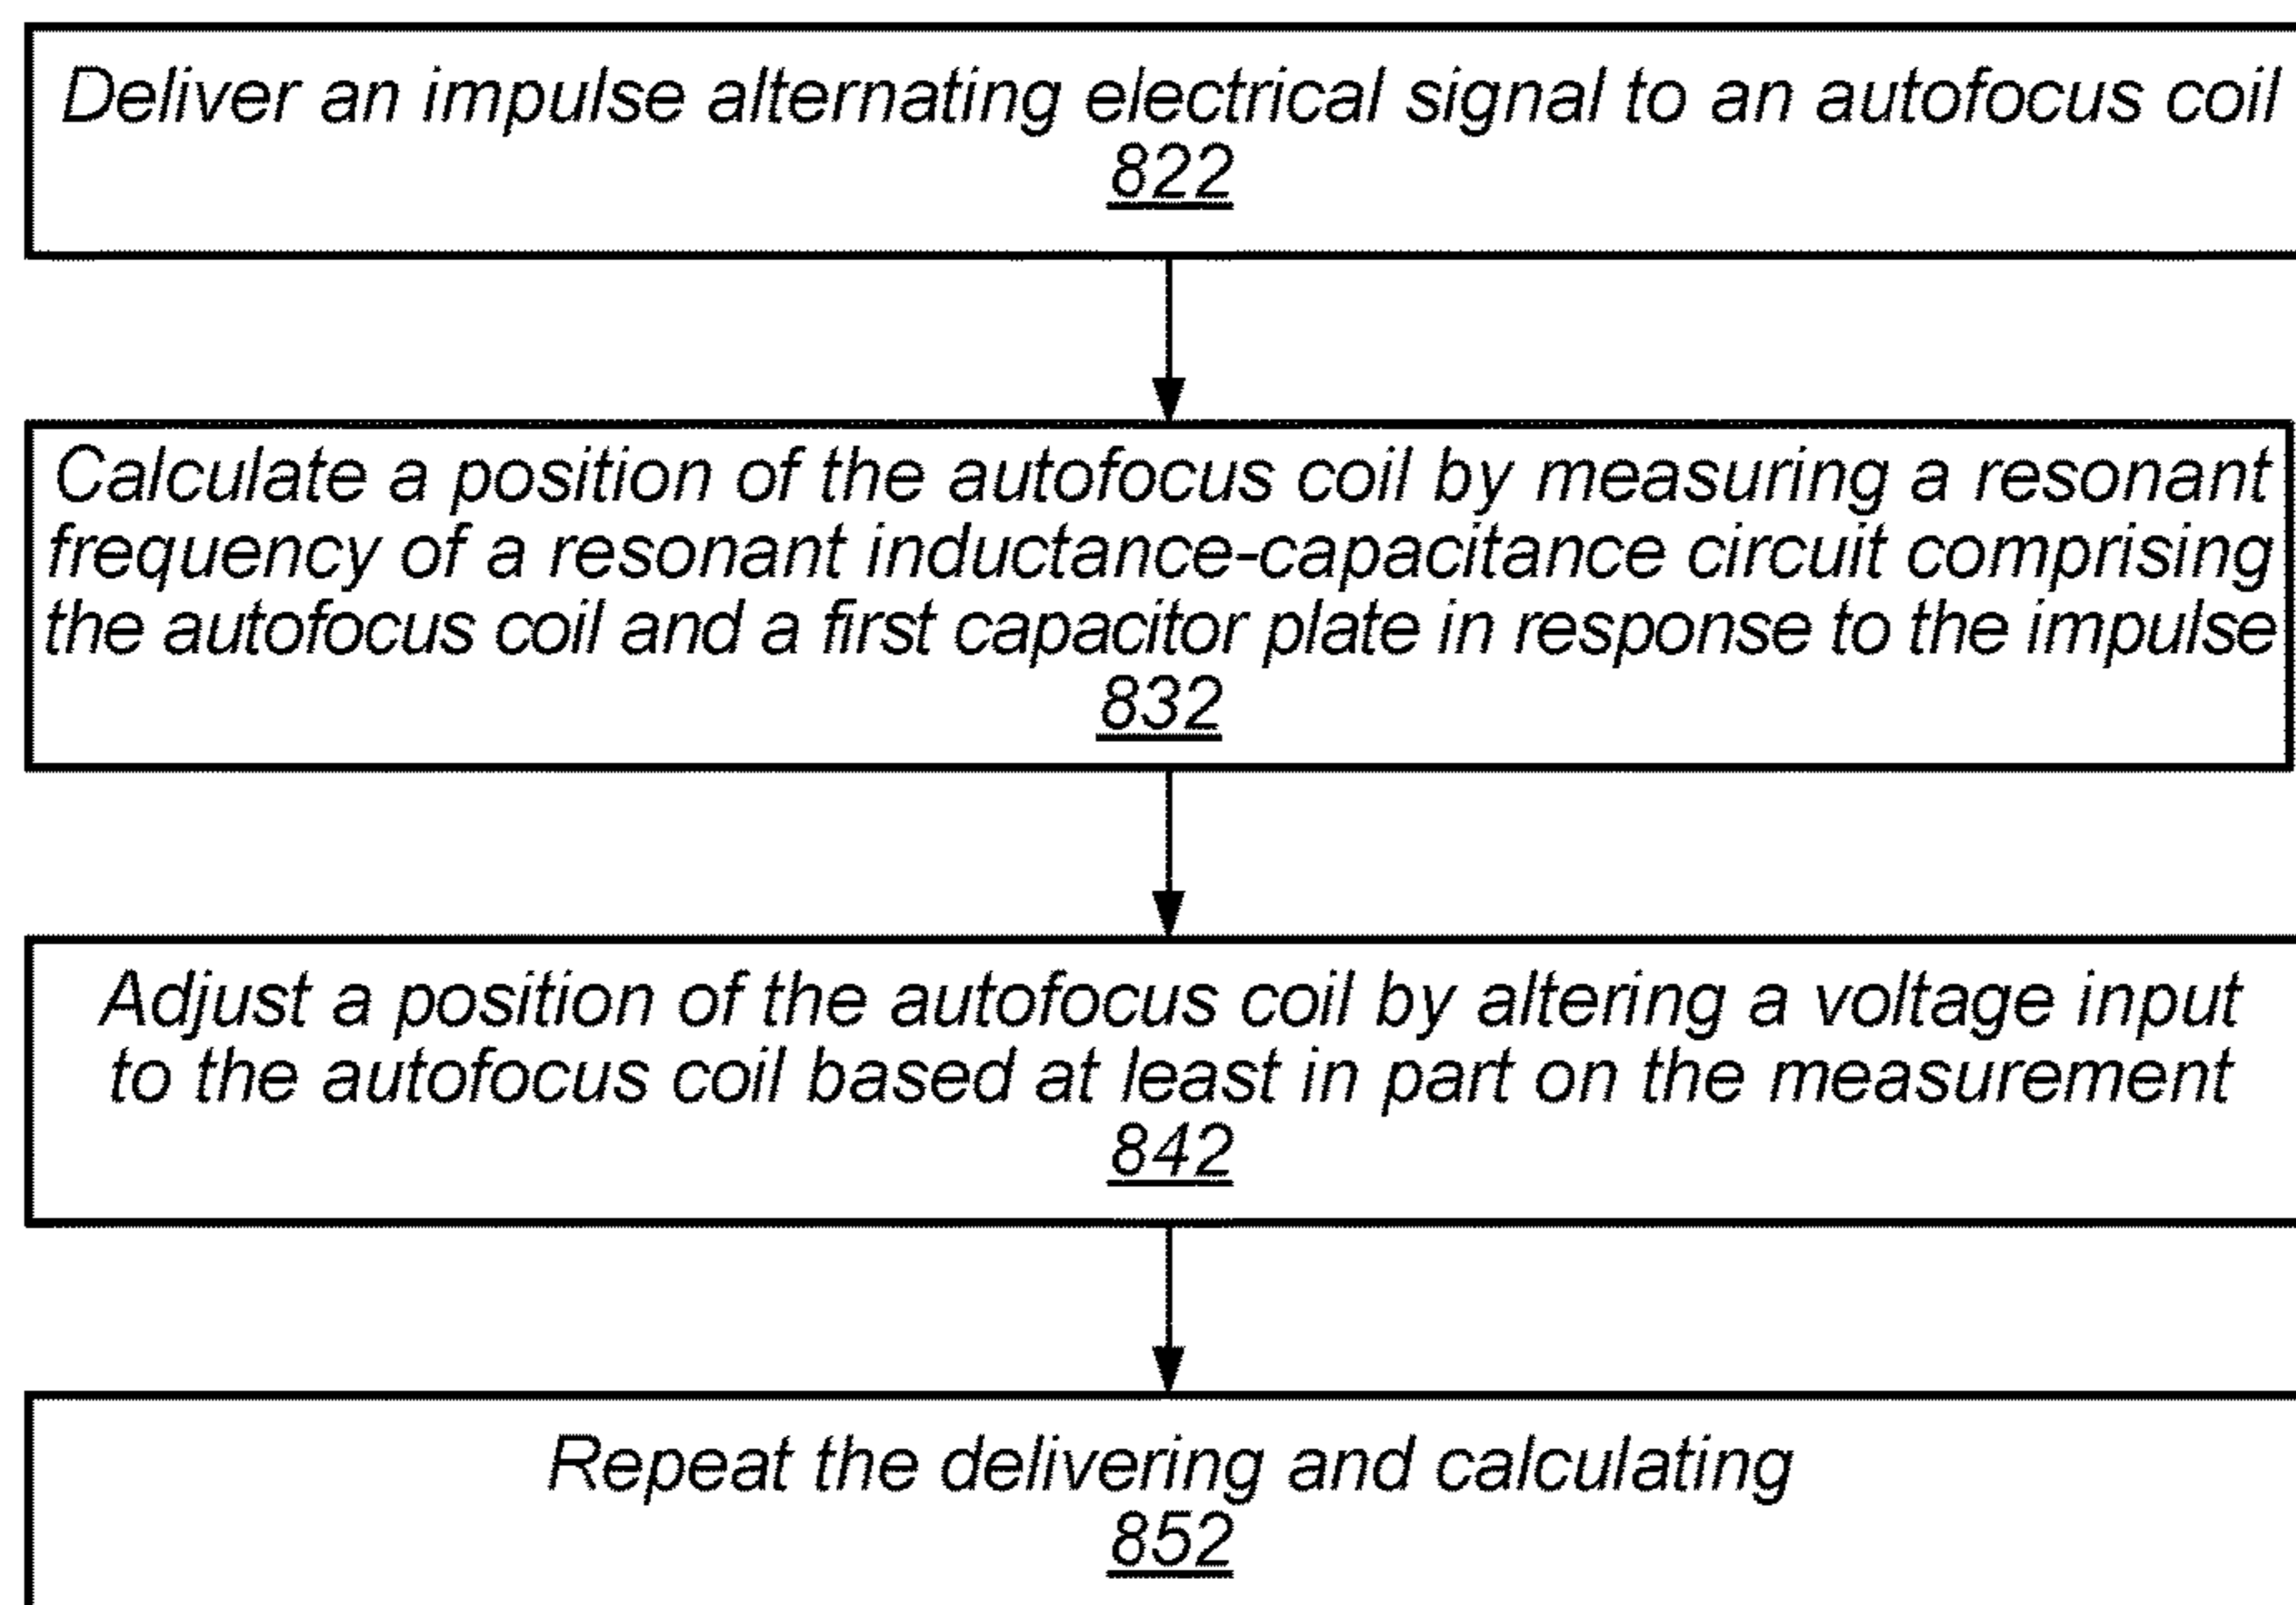 Deliver an impulse alternating electrical signal to an autofocus coil
822
Calculate a position of the autofocus coil by measuring a resonant
frequency of a resonant inductance-capacitance circuit comprising
the autofocus coil and a first capacitor plate in response to the impulse
832
Adjust a position of the autofocus coil by altering a voltage input
to the autofocus coil based at least in part on the measurement
842
Repeat the delivering and calculating
852